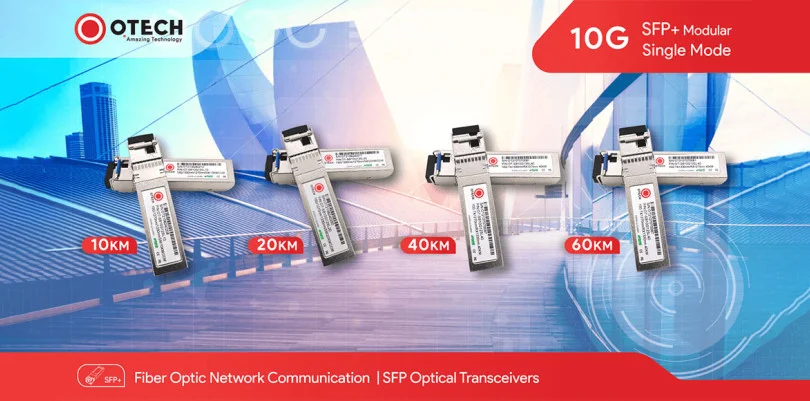 OTECH
Amazing Technology
10G
SFP+ Modular
Single Mode
10KM
20KM
40KM
60KM
SFP+
Fiber Optic Network Communication | SFP Optical Transceivers